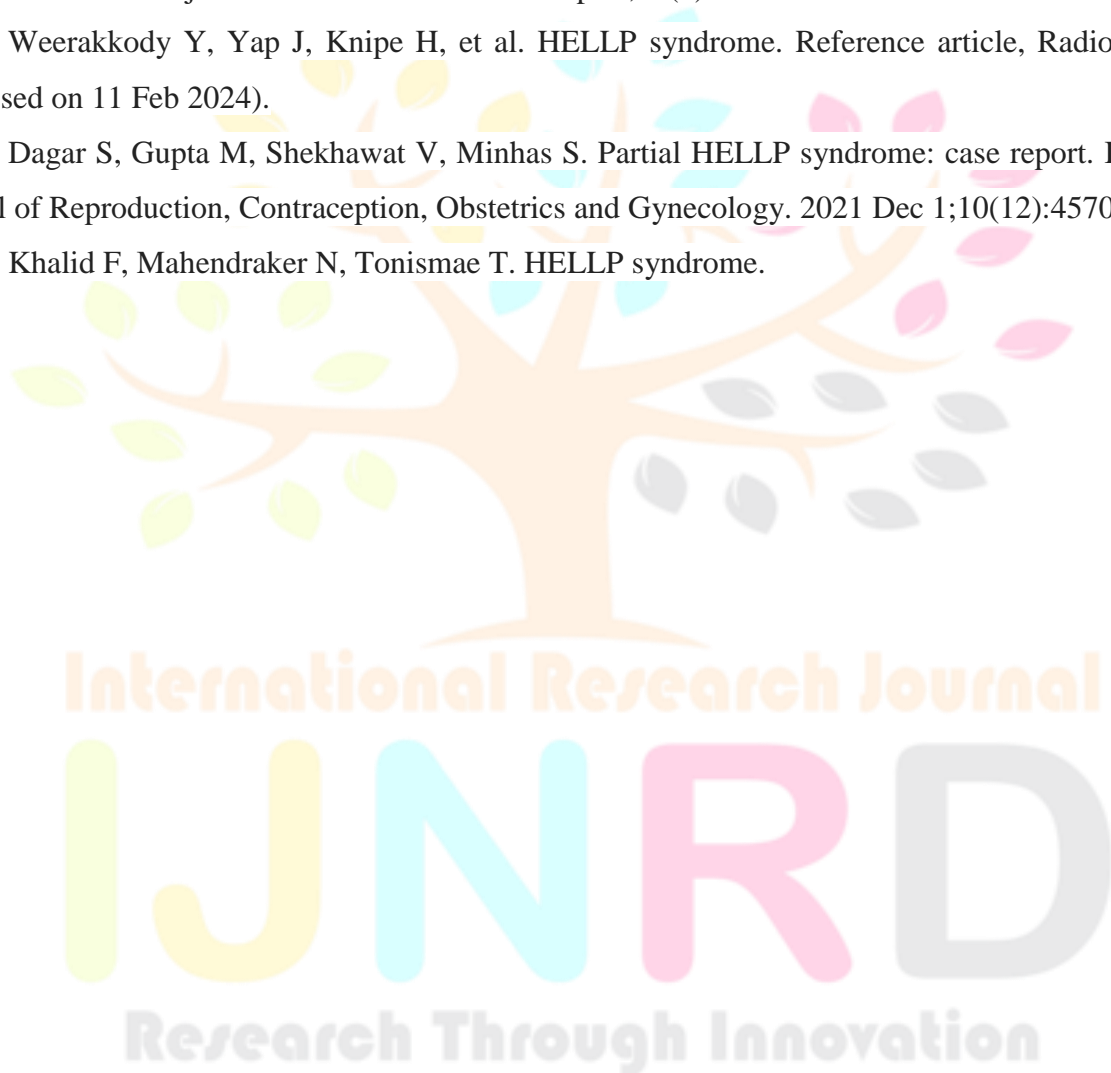 Weerakkody Y, Yap J, Knipe H, et al. HELLP syndrome. Reference article, Radio
sed on 11 Feb 2024).
Dagar S, Gupta M, Shekhawat V, Minhas S. Partial HELLP syndrome: case report.
l of Reproduction, Contraception, Obstetrics and Gynecology. 2021 Dec 1;10(12):4570
Khalid F, Mahendraker N, Tonismae T. HELLP syndrome.
International Research Journal
IJNRD
Research Through Innovation